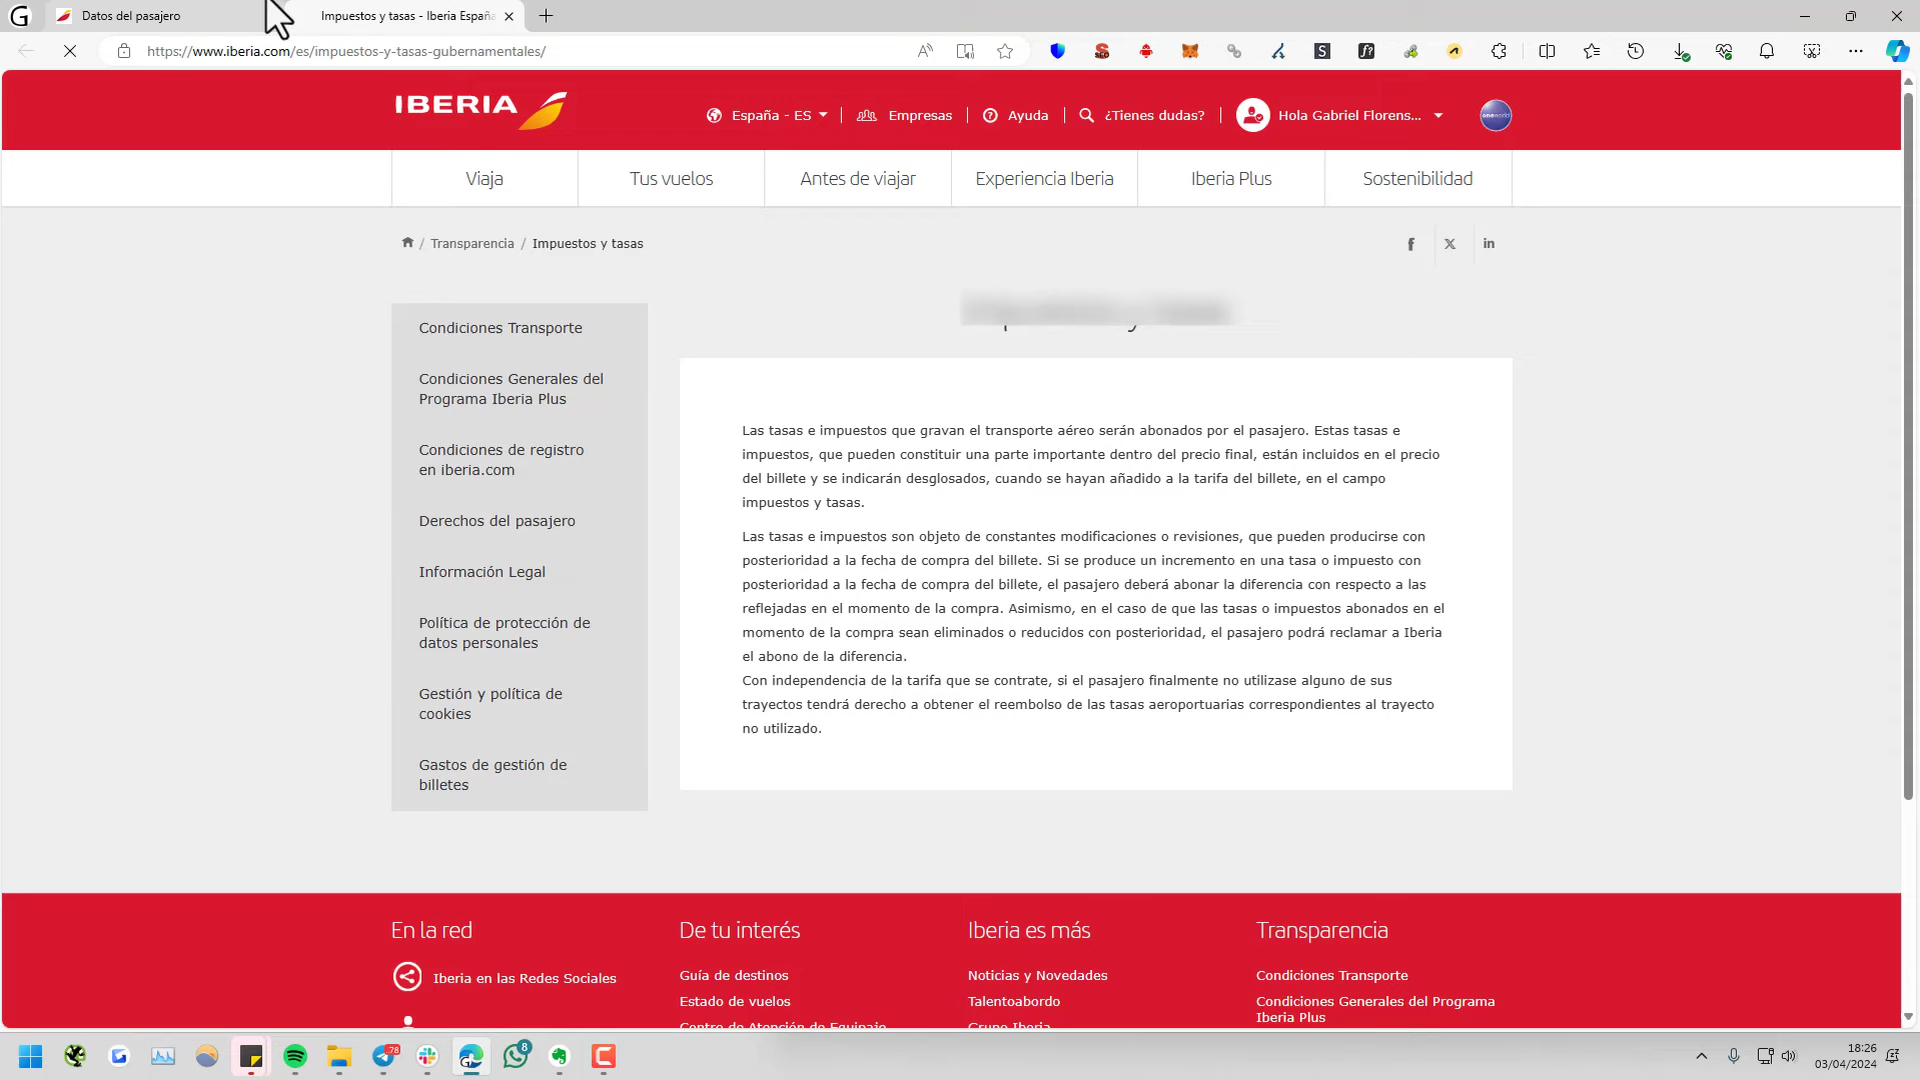 Datos del pasajero
Impuestos y tasas - Iberia España
https://www.iberia.com/es/impuestos-y-tasas-gubernamentales/
IBERIA
España - ES
Empresas
Ayuda
¿Tienes dudas?
Hola Gabriel Florens...
oneworld
Viaja
Tus vuelos
Antes de viajar
Experiencia Iberia
Iberia Plus
Sostenibilidad
/ Transparencia / Impuestos y tasas
Condiciones Transporte
Condiciones Generales del
Programa Iberia Plus
Condiciones de registro
en iberia.com
Derechos del pasajero
Información Legal
Política de protección de
datos personales
Gestión y política de
cookies
Gastos de gestión de
billetes
Las tasas e impuestos que gravan el transporte aéreo serán abonados por el pasajero. Estas tasas e
impuestos, que pueden constituir una parte importante dentro del precio final, están incluidos en el precio
del billete y se indicarán desglosados, cuando se hayan añadido a la tarifa del billete, en el campo
impuestos y tasas.
Las tasas e impuestos son objeto de constantes modificaciones o revisiones, que pueden producirse con
posterioridad a la fecha de compra del billete. Si se produce un incremento en una tasa o impuesto con
posterioridad a la fecha de compra del billete, el pasajero deberá abonar la diferencia con respecto a las
reflejadas en el momento de la compra. Asimismo, en el caso de que las tasas o impuestos abonados en el
momento de la compra sean eliminados o reducidos con posterioridad, el pasajero podrá reclamar a Iberia
el abono de la diferencia.
Con independencia de la tarifa que se contrate, si el pasajero finalmente no utilizase alguno de sus
trayectos tendrá derecho a obtener el reembolso de las tasas aeroportuarias correspondientes al trayecto
no utilizado.
En la red
Iberia en las Redes Sociales
De tu interés
Guía de destinos
Estado de vuelos
Centro de Atención de Equipaje
Iberia es más
Noticias y Novedades
Talentoabordo
Grupo Iberia
Transparencia
Condiciones Transporte
Condiciones Generales del Programa
Iberia Plus
78
8
18:26
03/04/2024